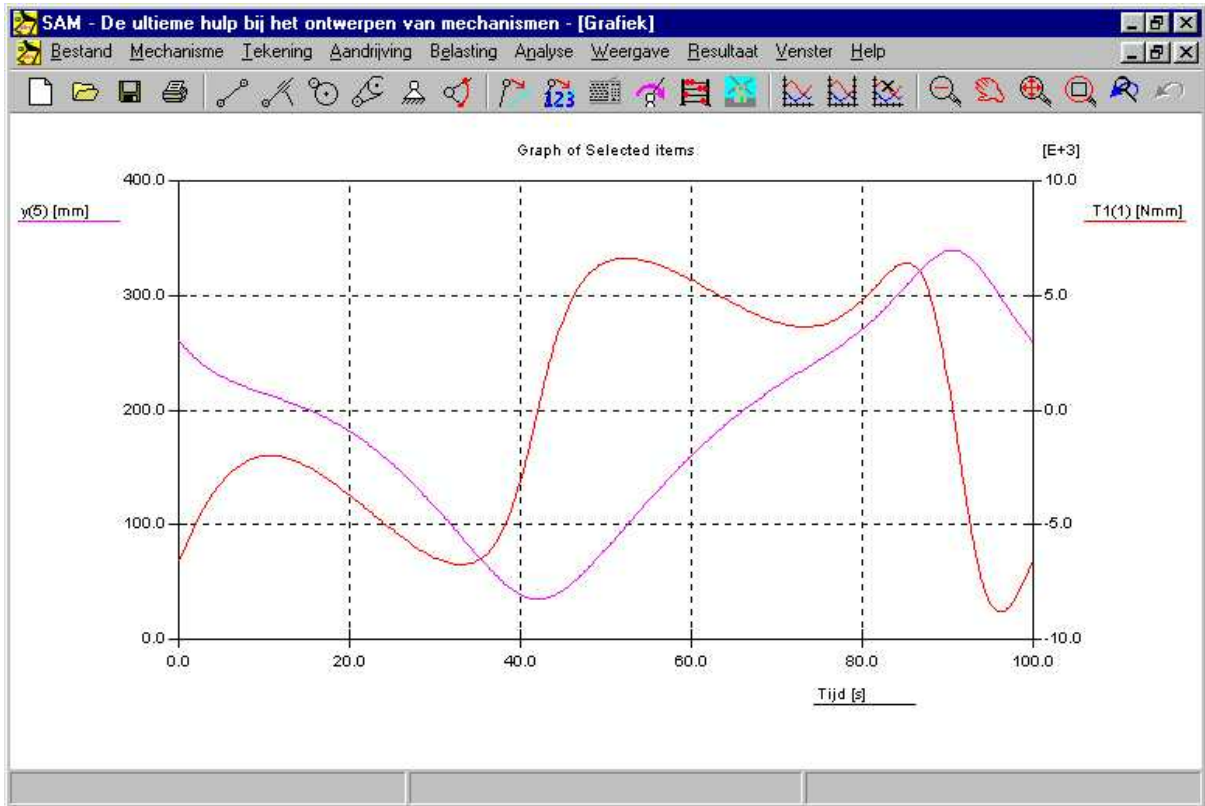 SAM - De ultieme hulp bij het ontwerpen van mechanismen - [Grafiek]
Bestand Mechanisme Tekening Aandrijving Belasting Analyse Weergave Resultaat Venster Help
123
Graph of Selected items
[E+3]
400.0
10.0
y(5) [mm]
T1(1) [Nmm]
300.0
5.0
200.0
0.0
100.0
-5.0
0.0
-10.0
0.0 20.0 40.0 60.0 80.0 100.0
Tijd [s]